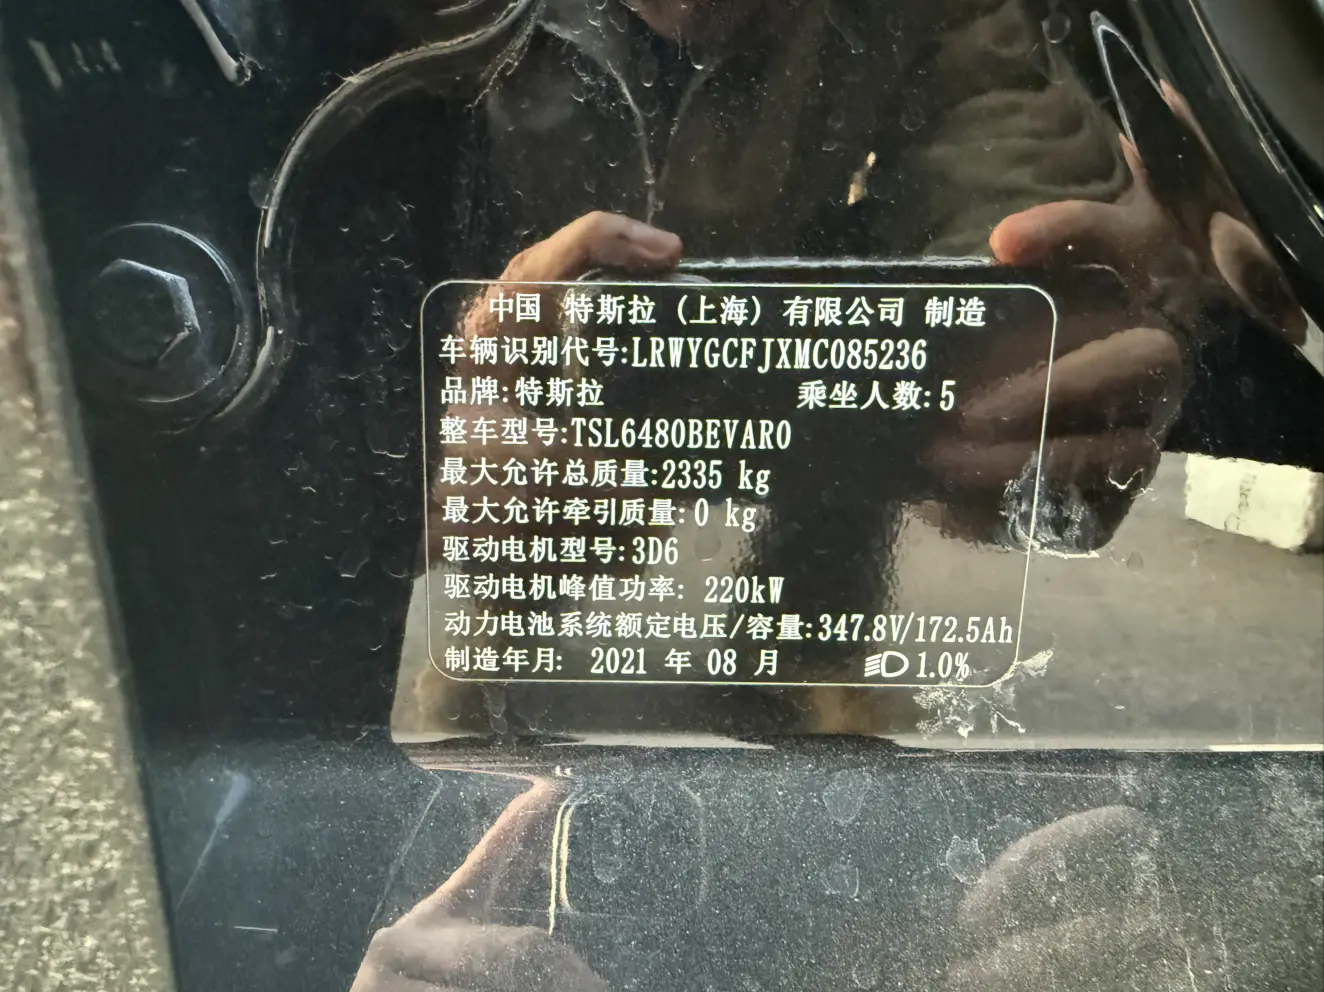 中国 特斯拉（上海）有限公司 制造
车辆识别代号:LRWYGCFJXMC085236
品牌:特斯拉 乘坐人数:5
整车型号:TSL6480BEVAR0
最大允许总质量:2335 kg
最大允许牵引质量:0 kg
驱动电机型号:3D6
驱动电机峰值功率: 220kW
动力电池系统额定电压/容量:347.8V/172.5Ah
制造年月: 2021 年 08 月 1.0%